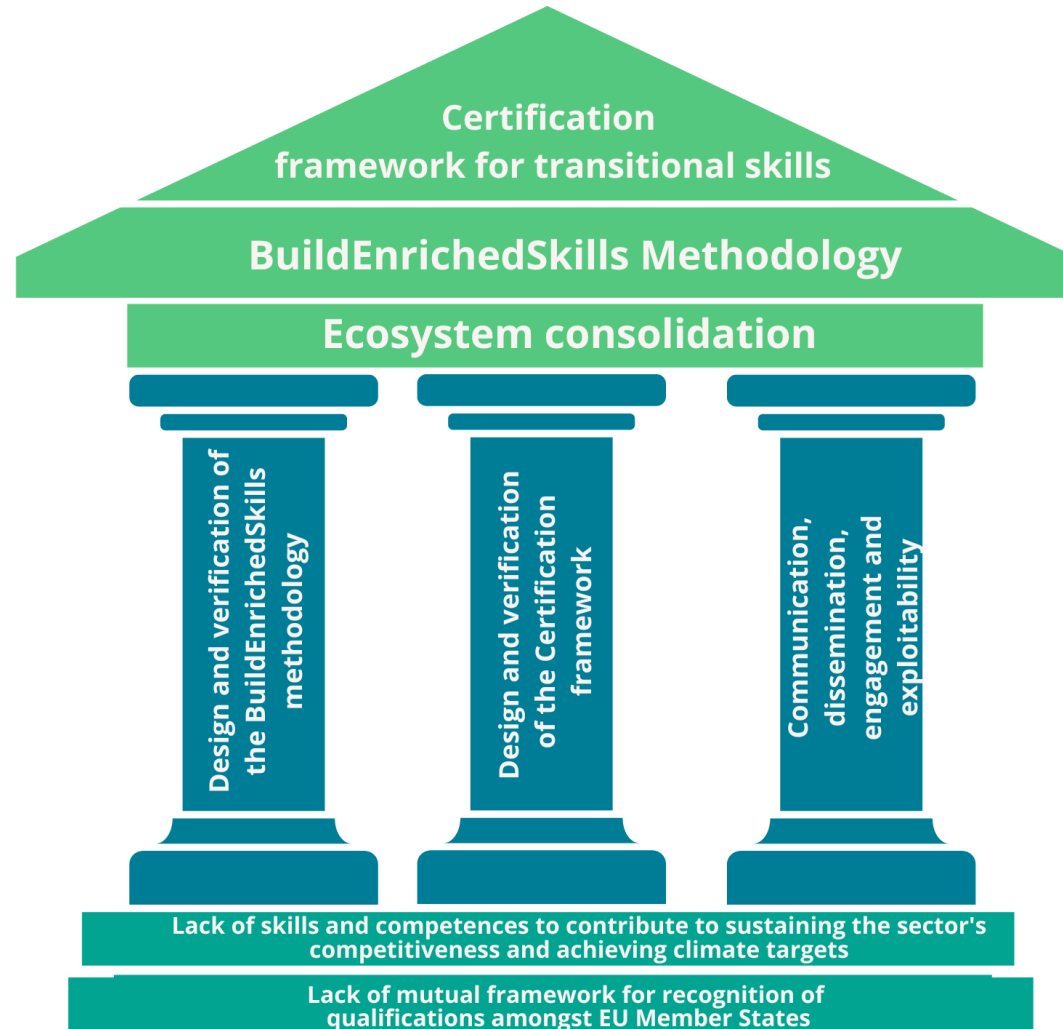 Certification
framework for transitional skills
BuildEnrichedSkills Methodology
Ecosystem consolidation
Design and verification of
the BuildEnrichedSkills
methodology
Design and verification
of the Certification
framework
Communication,
dissemination,
engagement and
exploitability
Lack of skills and competences to contribute to sustaining the sector's
competitiveness and achieving climate targets
Lack of mutual framework for recognition of
qualifications amongst EU Member States